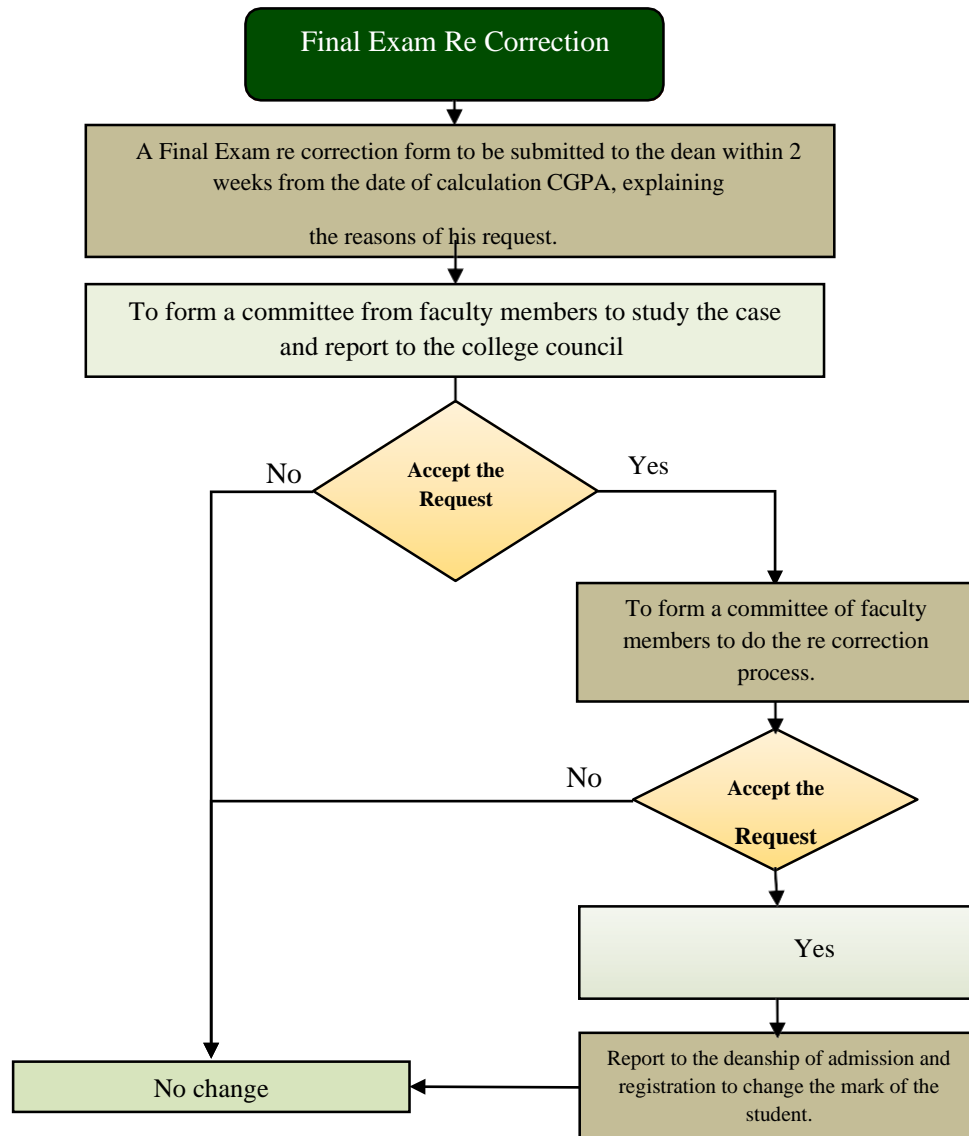 Final Exam Re Correction
A Final Exam re correction form to be submitted to the dean within 2
weeks from the date of calculation CGPA, explaining
the reasons of his request.
To form a committee from faculty members to study the case
and report to the college council
No
Accept the
Request
Yes
To form a committee of faculty
members to do the re correction
process.
No
Accept the
Request
Yes
Report to the deanship of admission and
registration to change the mark of the
student.
No change